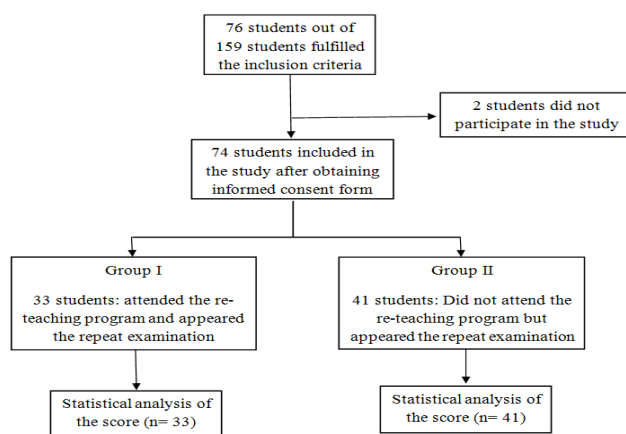 76 students out of
159 students fulfilled
the inclusion criteria
2 students did not
participate in the study
74 students included in
the study after obtaining
informed consent form
Group I
33 students: attended the re-
teaching program and appeared
the repeat examination
Group II
41 students: Did not attend the
re-teaching program but
appeared the repeat examination
Statistical analysis of
the score (n= 33)
Statistical analysis of
the score (n= 41)